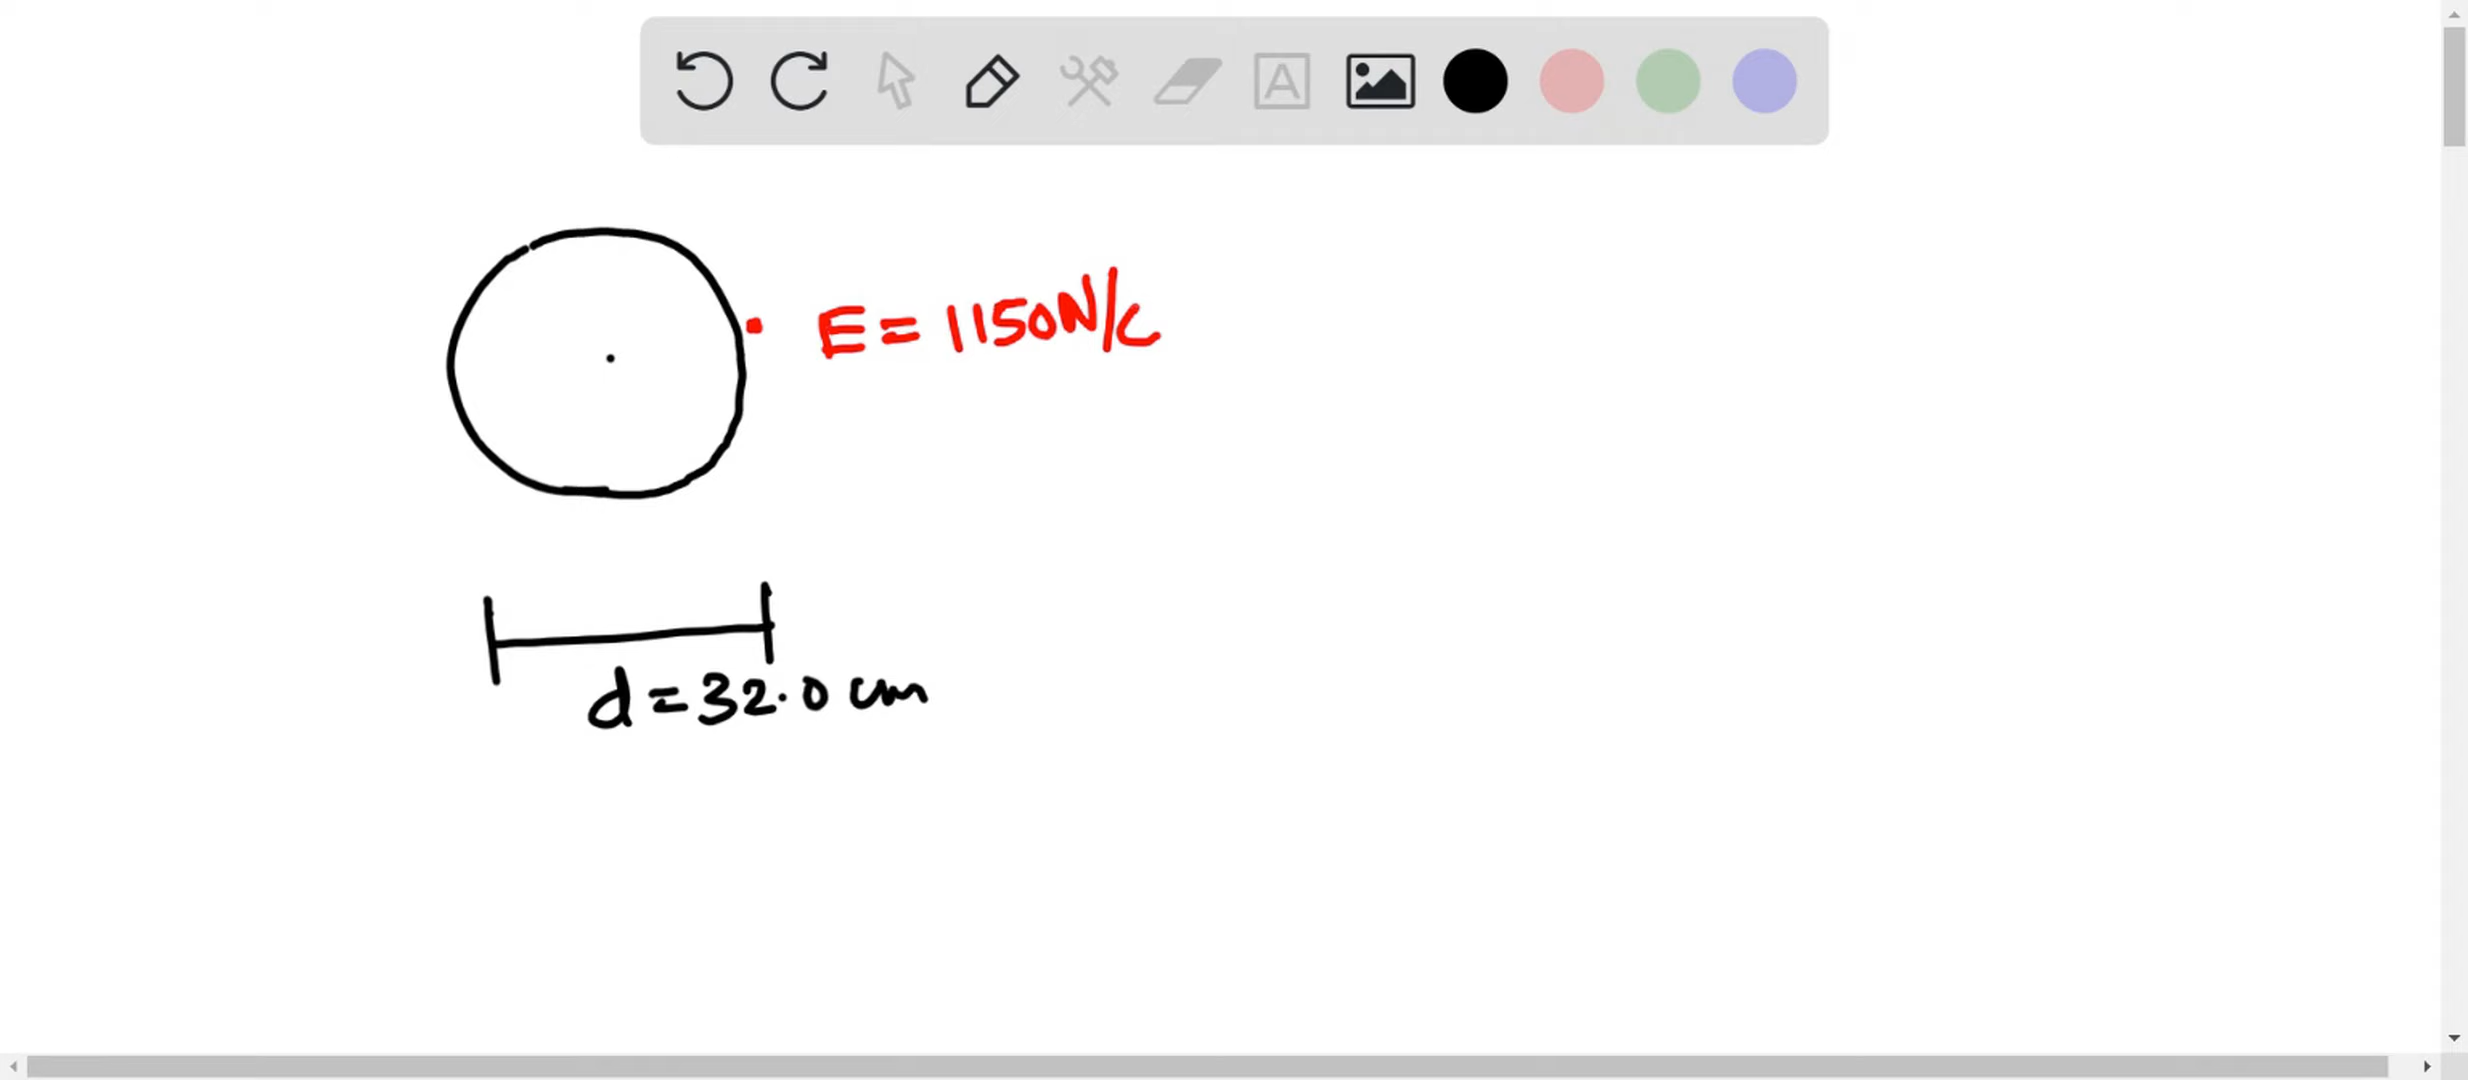 A
E = 1150N/C
d = 32.0 cm